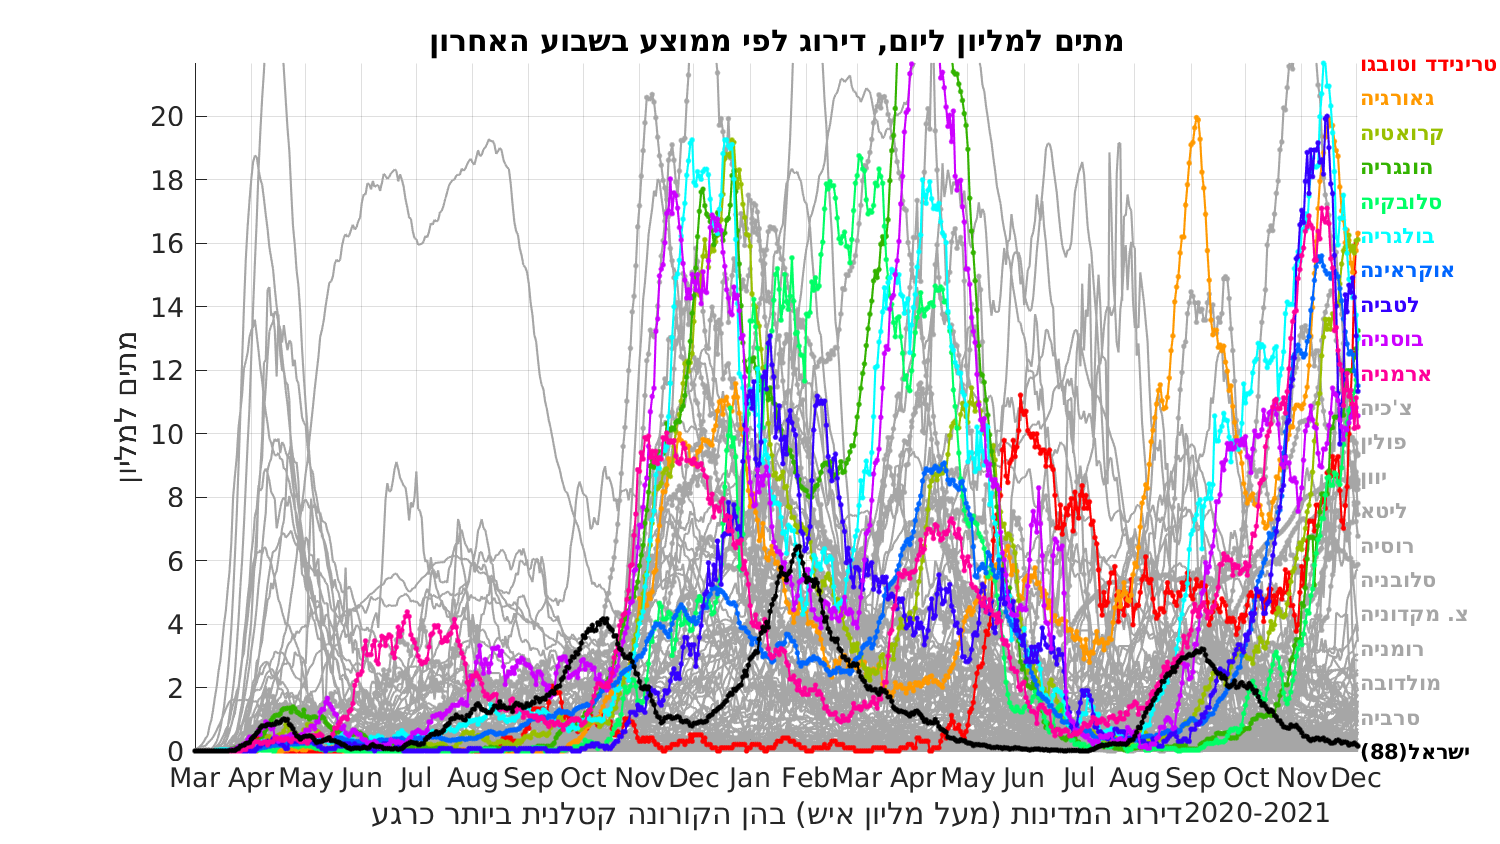 מתים למליון ליום, דירוג לפי ממוצע בשבוע האחרון
מתים למליון
20
18
16
14
12
10
8
6
4
2
0
Mar Apr May Jun Jul Aug Sep Oct Nov Dec Jan Feb Mar Apr May Jun Jul Aug Sep Oct Nov Dec
דירוג המדינות (מעל מליון איש) בהן הקורונה קטלנית ביותר כרגע2020-2021
טרינידד וטובגו
גאורגיה
קרואטיה
הונגריה
סלובקיה
בולגריה
אוקראינה
לטביה
בוסניה
ארמניה
צ'כיה
פולין
יוון
ליטא
רוסיה
סלובניה
צ. מקדוניה
רומניה
מולדובה
סרביה
ישראל(88)